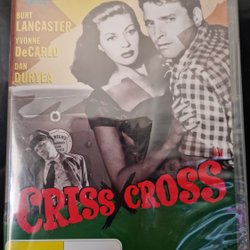 BURT
LANCASTER
YVONNE
DeCARLO
DAN
DURYEA
CRISS CROSS